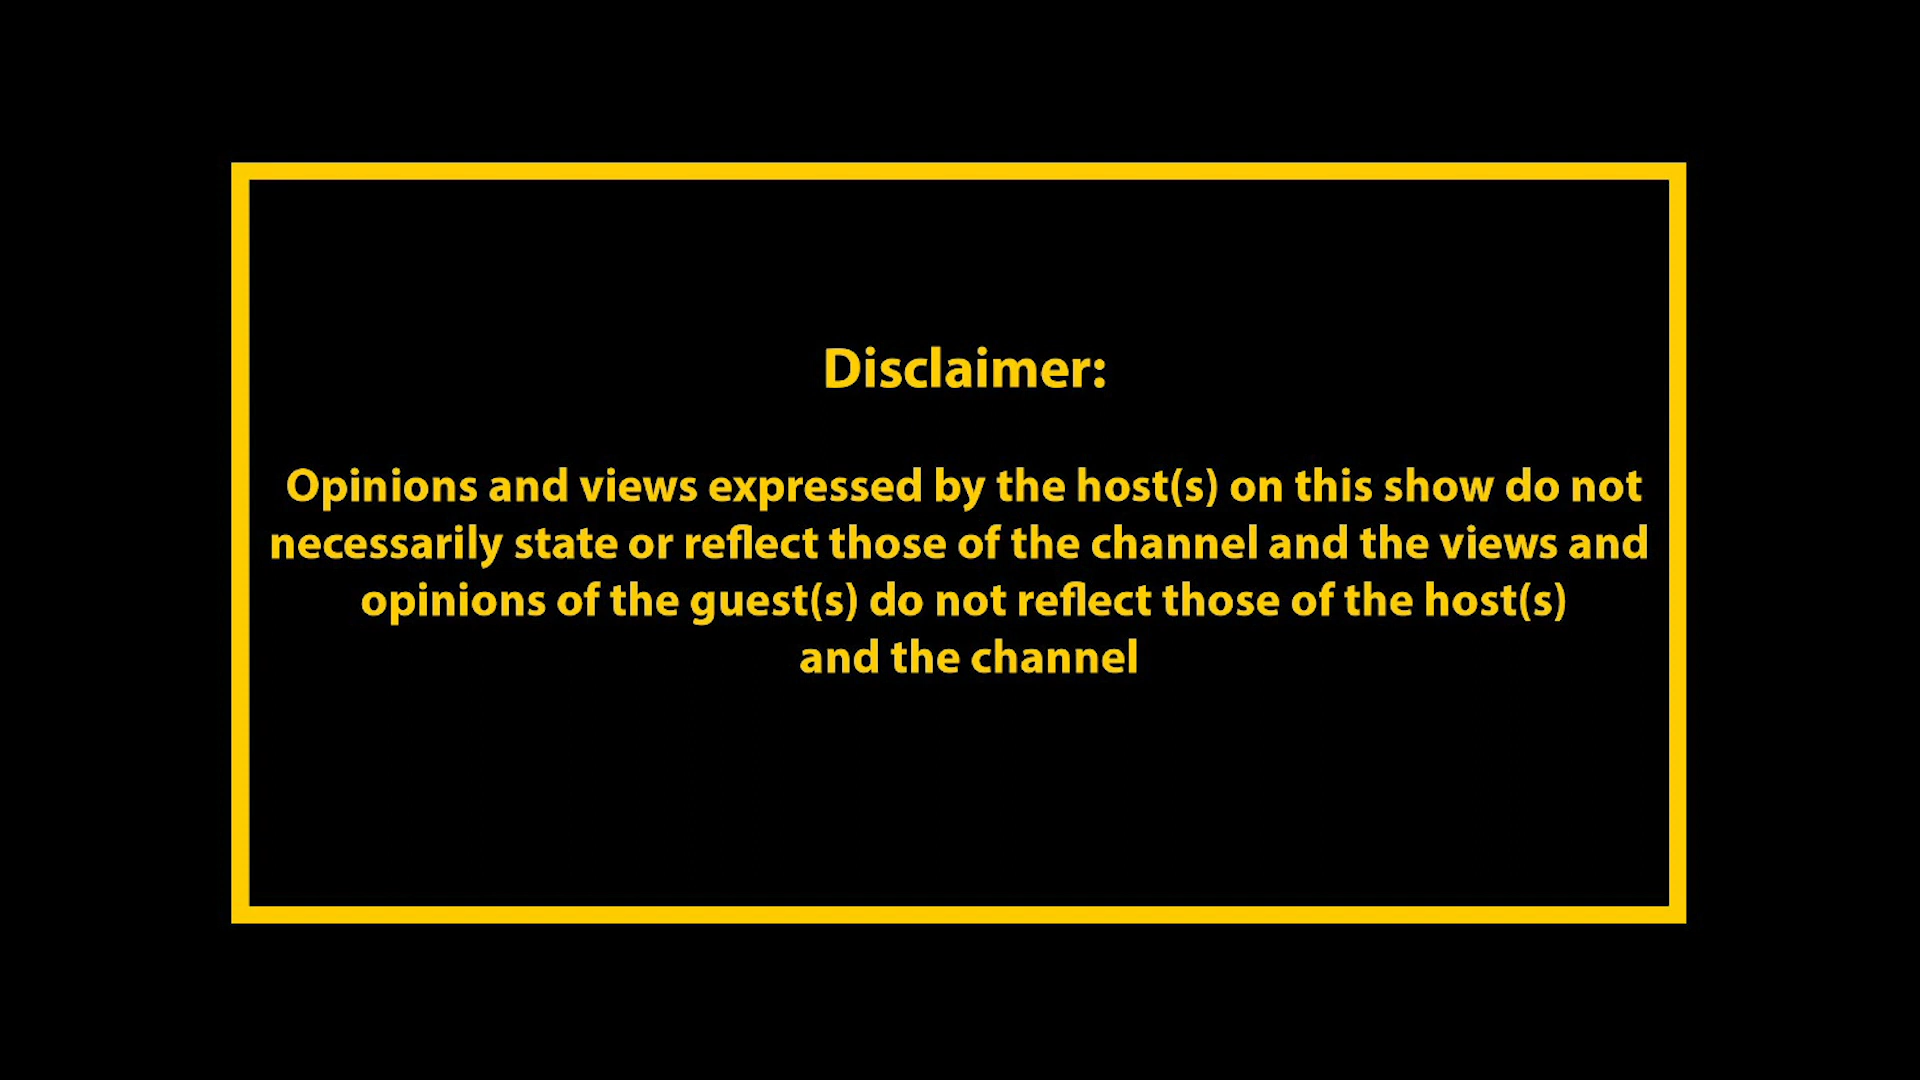 Disclaimer:
Opinions and views expressed by the host(s) on this show do not
necessarily state or reflect those of the channel and the views and
opinions of the guest(s) do not reflect those of the host(s)
and the channel